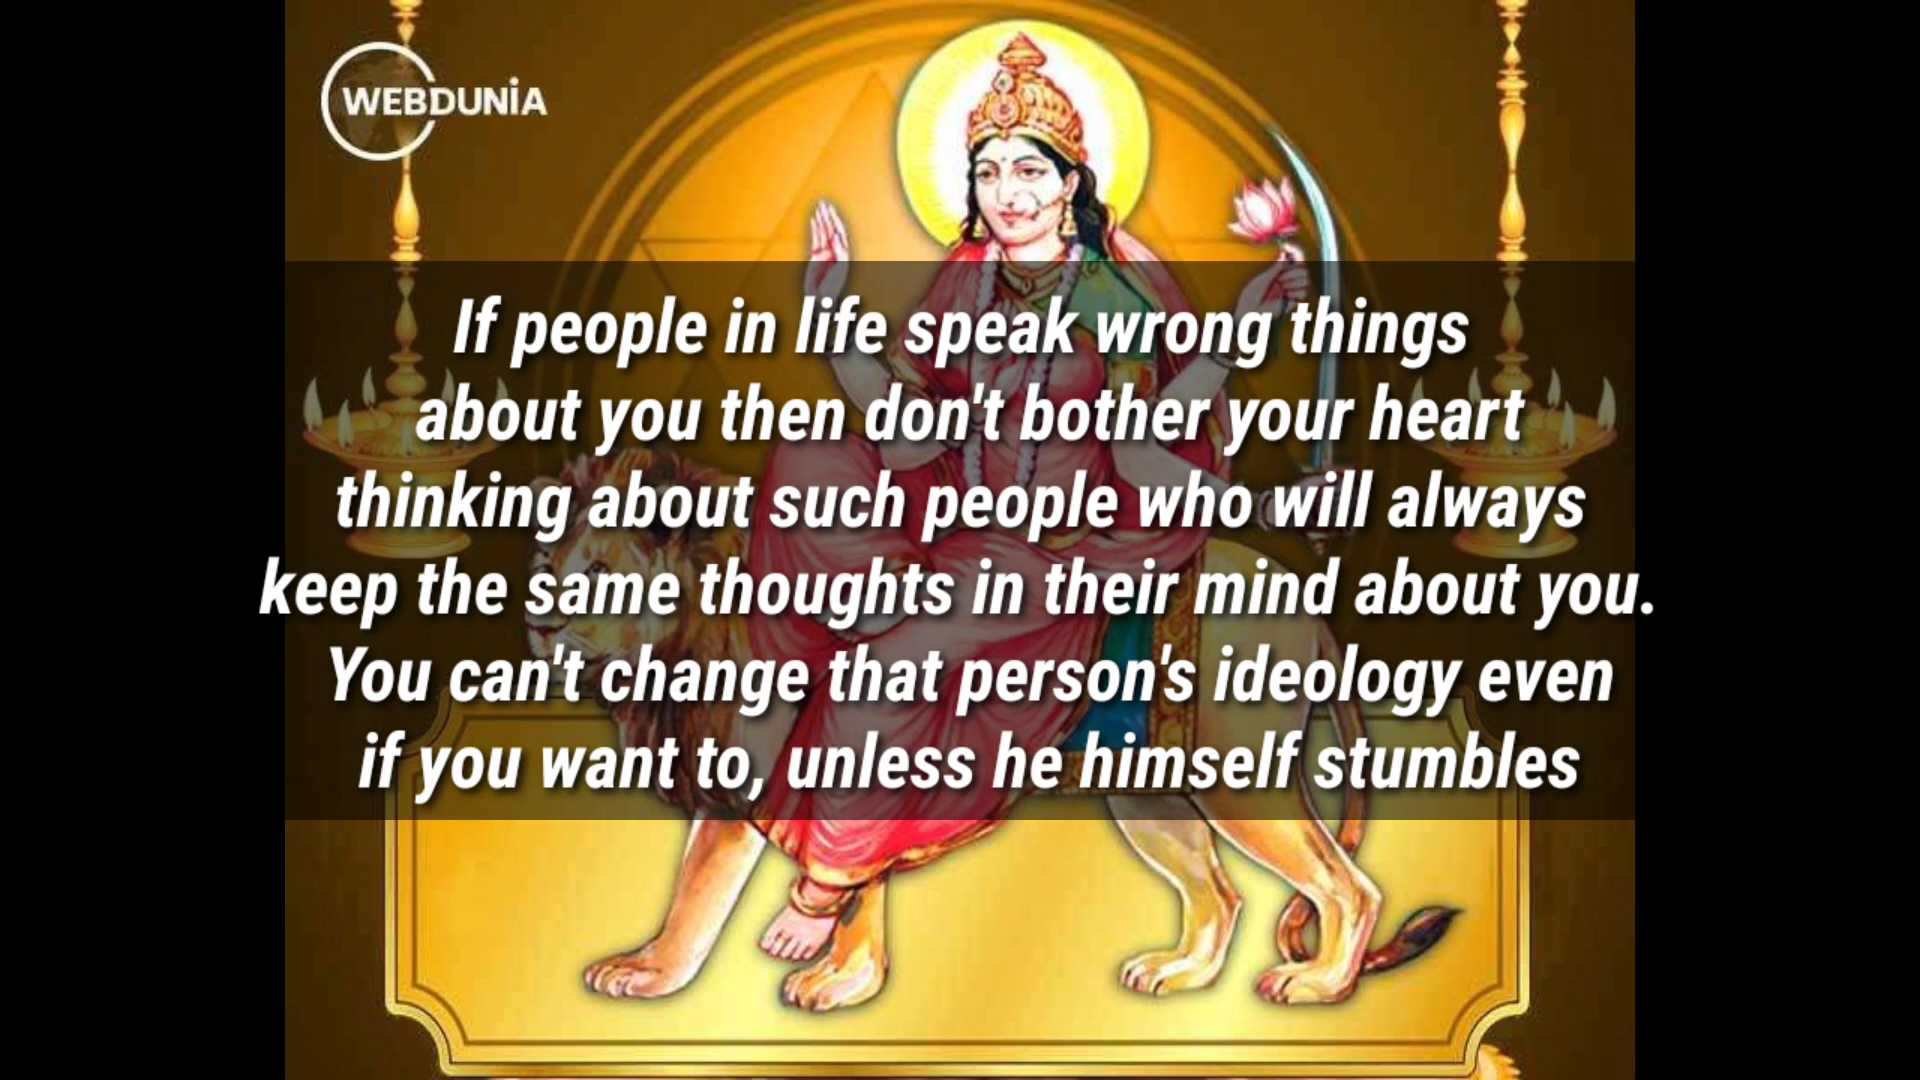 WEBDUNiA
If people in life speak wrong things
about you then don't bother your heart
thinking about such people who will always
keep the same thoughts in their mind about you.
You can't change that person's ideology even
if you want to, unless he himself stumbles